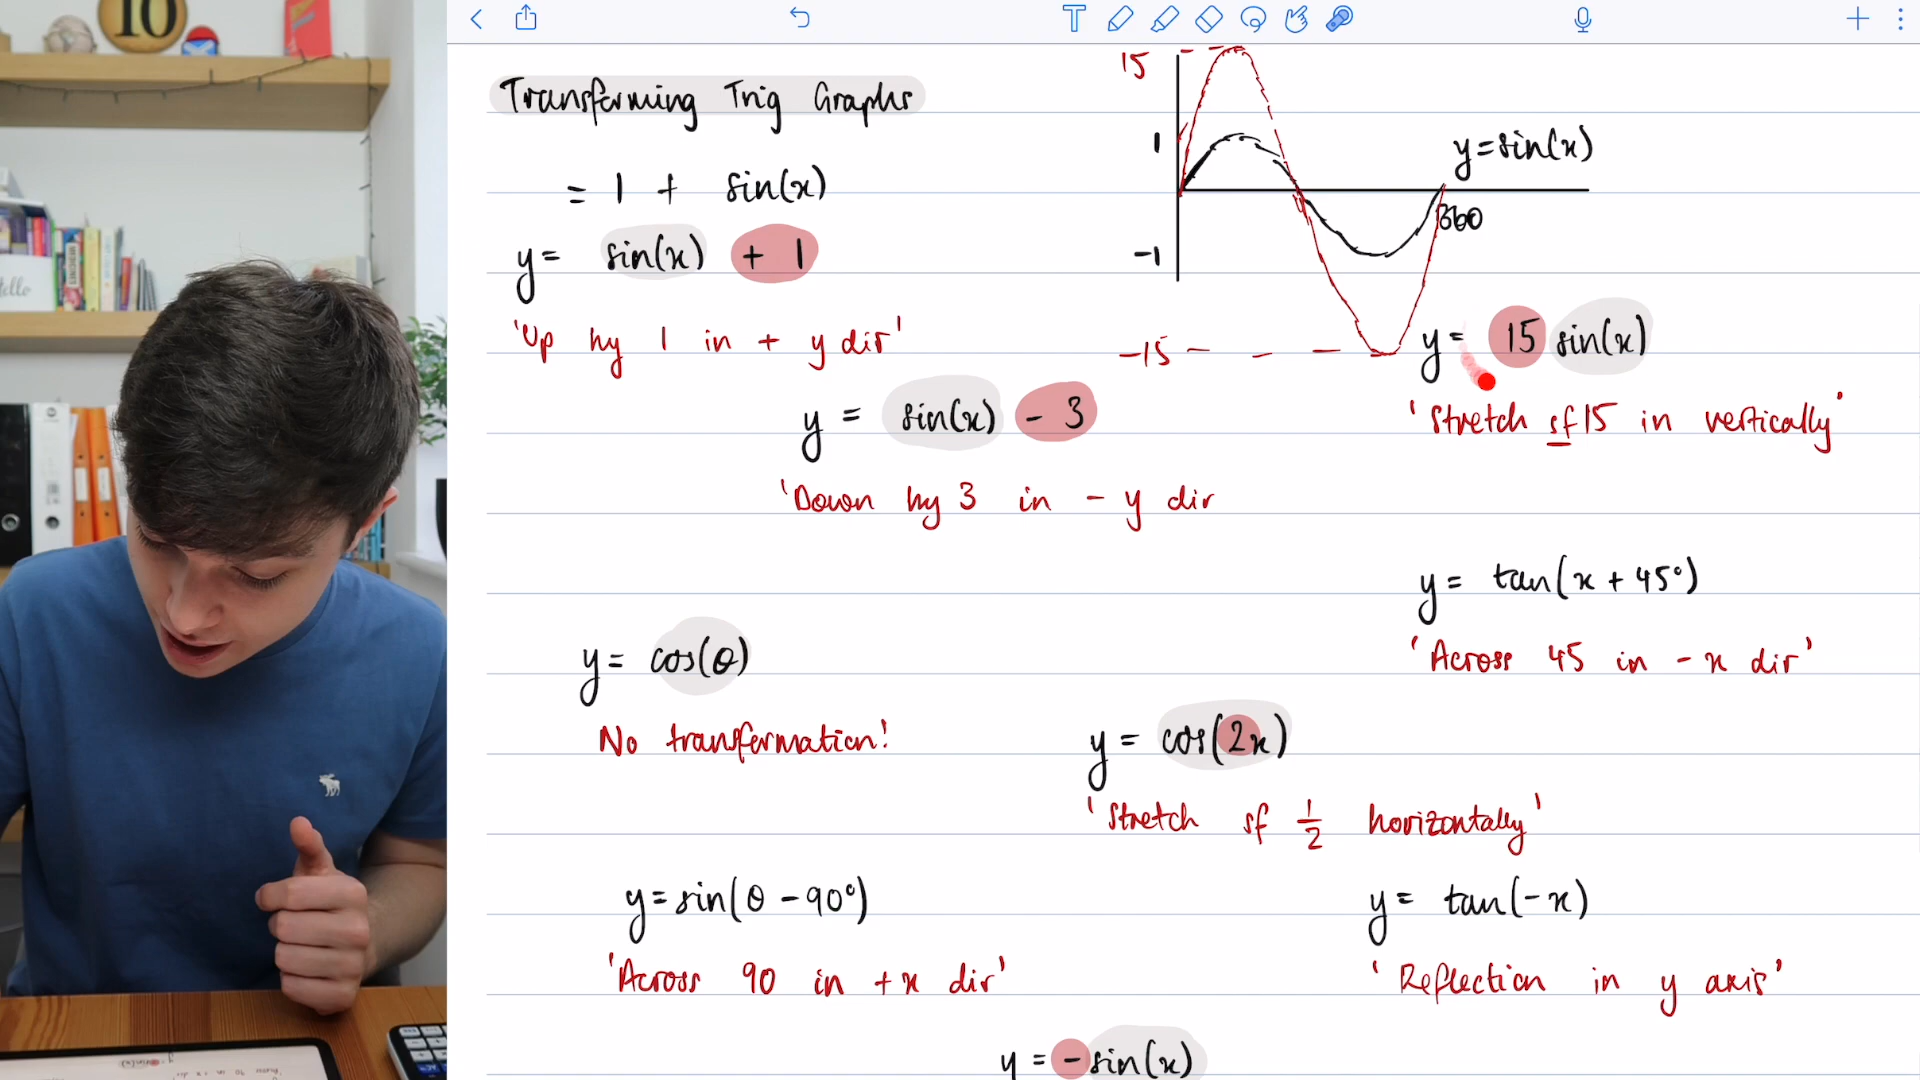 10
Hello
Transforming Trig Graphs
= 1 + sin(x)
y = sin(x) + 1
'Up by 1 in + y dir'
15
1
-1
-15
y=sin(x)
360
y = 15 sin(x)
'Stretch sf 15 in vertically'
y = sin(x) - 3
'Down by 3 in - y dir
y = tan(x + 45°)
'Across 45 in - x dir'
y = cos(θ)
No transformation!
y = cos(2x)
'Stretch sf 1/2 horizontally'
y = sin(θ - 90°)
'Across 90 in +x dir'
y = tan(-x)
'Reflection in y axis'
y = -sin(x)